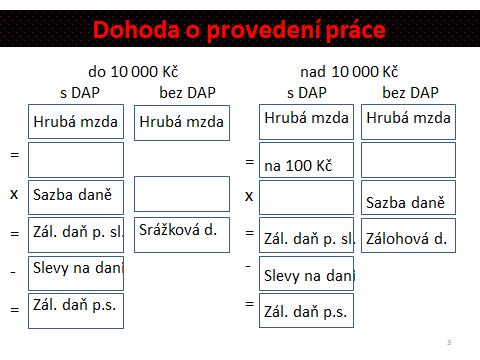 Dohoda o provedení práce
do 10 000 Kč
nad 10 000 Kč
s DAP
bez DAP
s DAP
bez DAP
Hrubá mzda
Hrubá mzda
Hrubá mzda
Hrubá mzda
=
=
na 100 Kč
x
Sazba daně
x
Sazba daně
=
Zál. daň p. sl.
Srážková d.
=
Zál. daň p. sl.
Zálohová d.
-
Slevy na dani
-
Slevy na dani
=
Zál. daň p.s.
=
Zál. daň p.s.
3